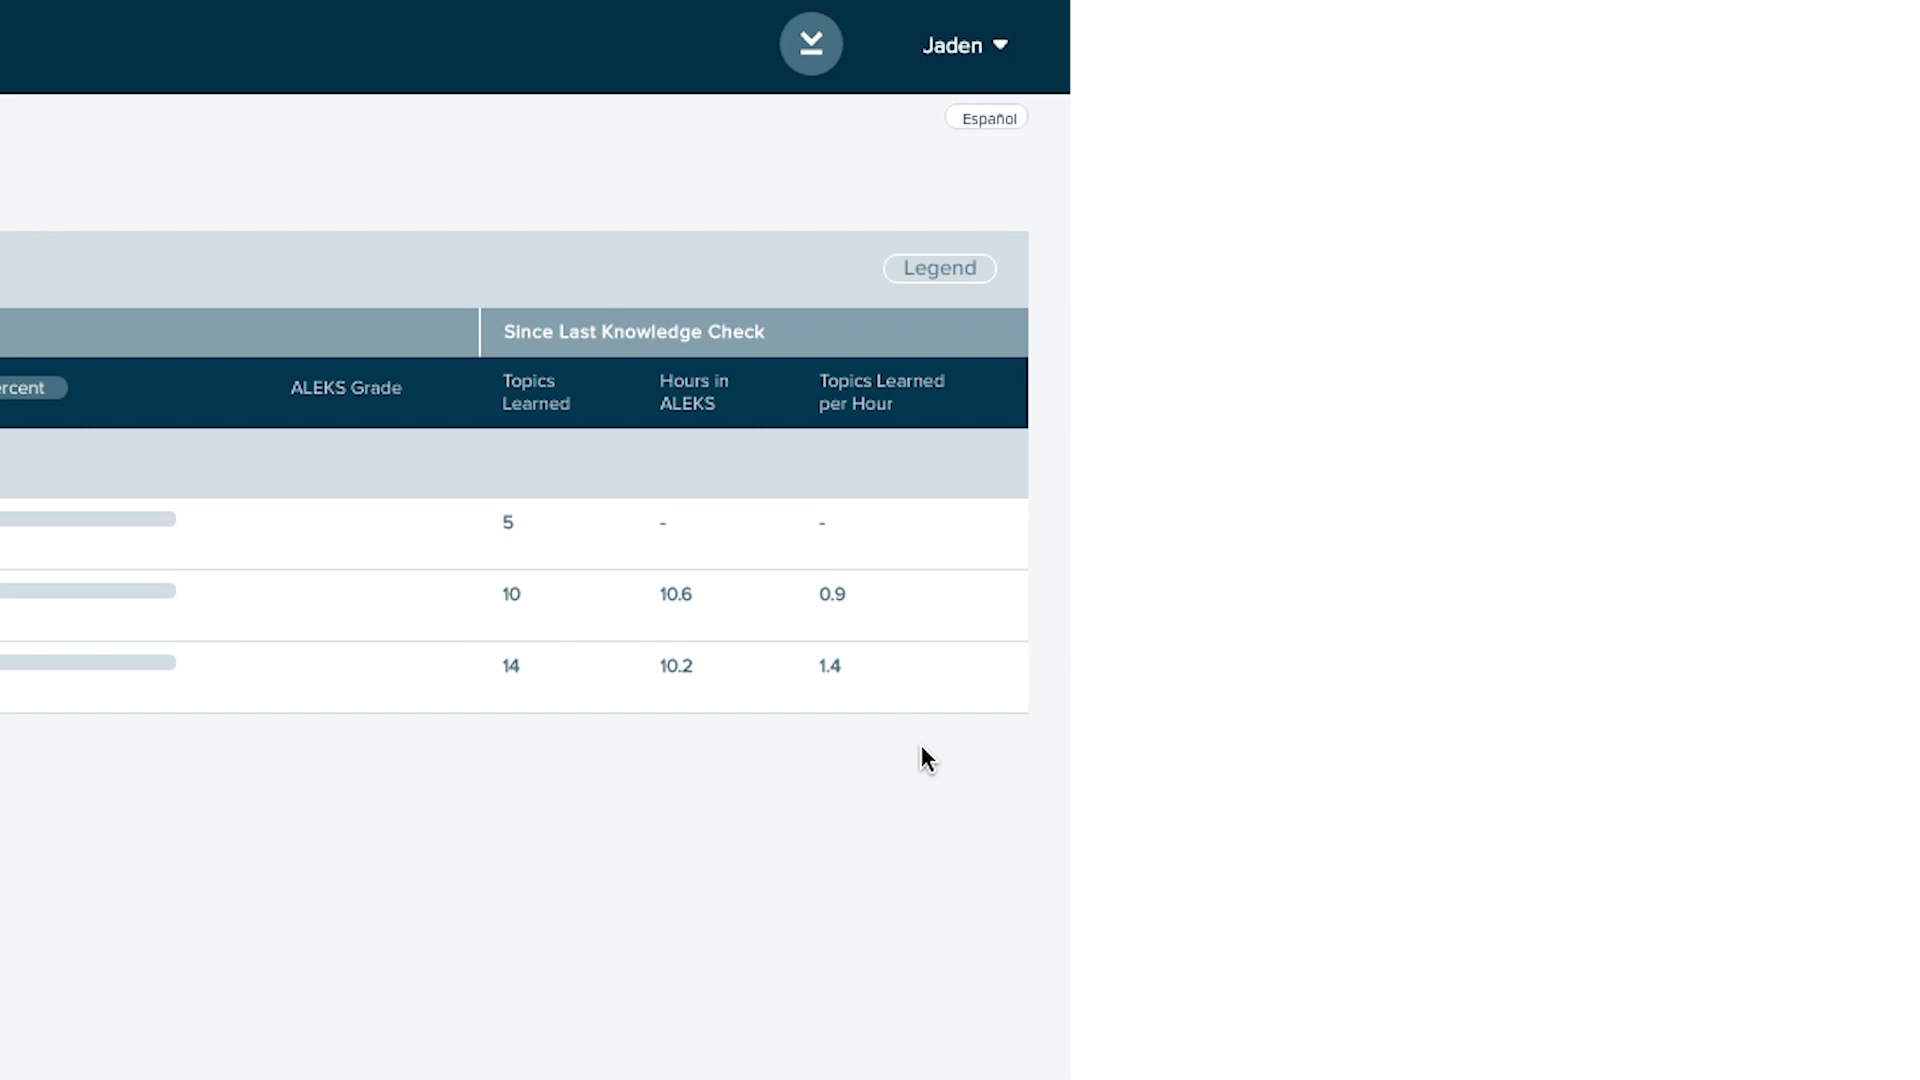 Jaden
Español
Legend
Since Last Knowledge Check
ercent
ALEKS Grade
Topics Learned
Hours in ALEKS
Topics Learned per Hour
5 - -
10 10.6 0.9
14 10.2 1.4